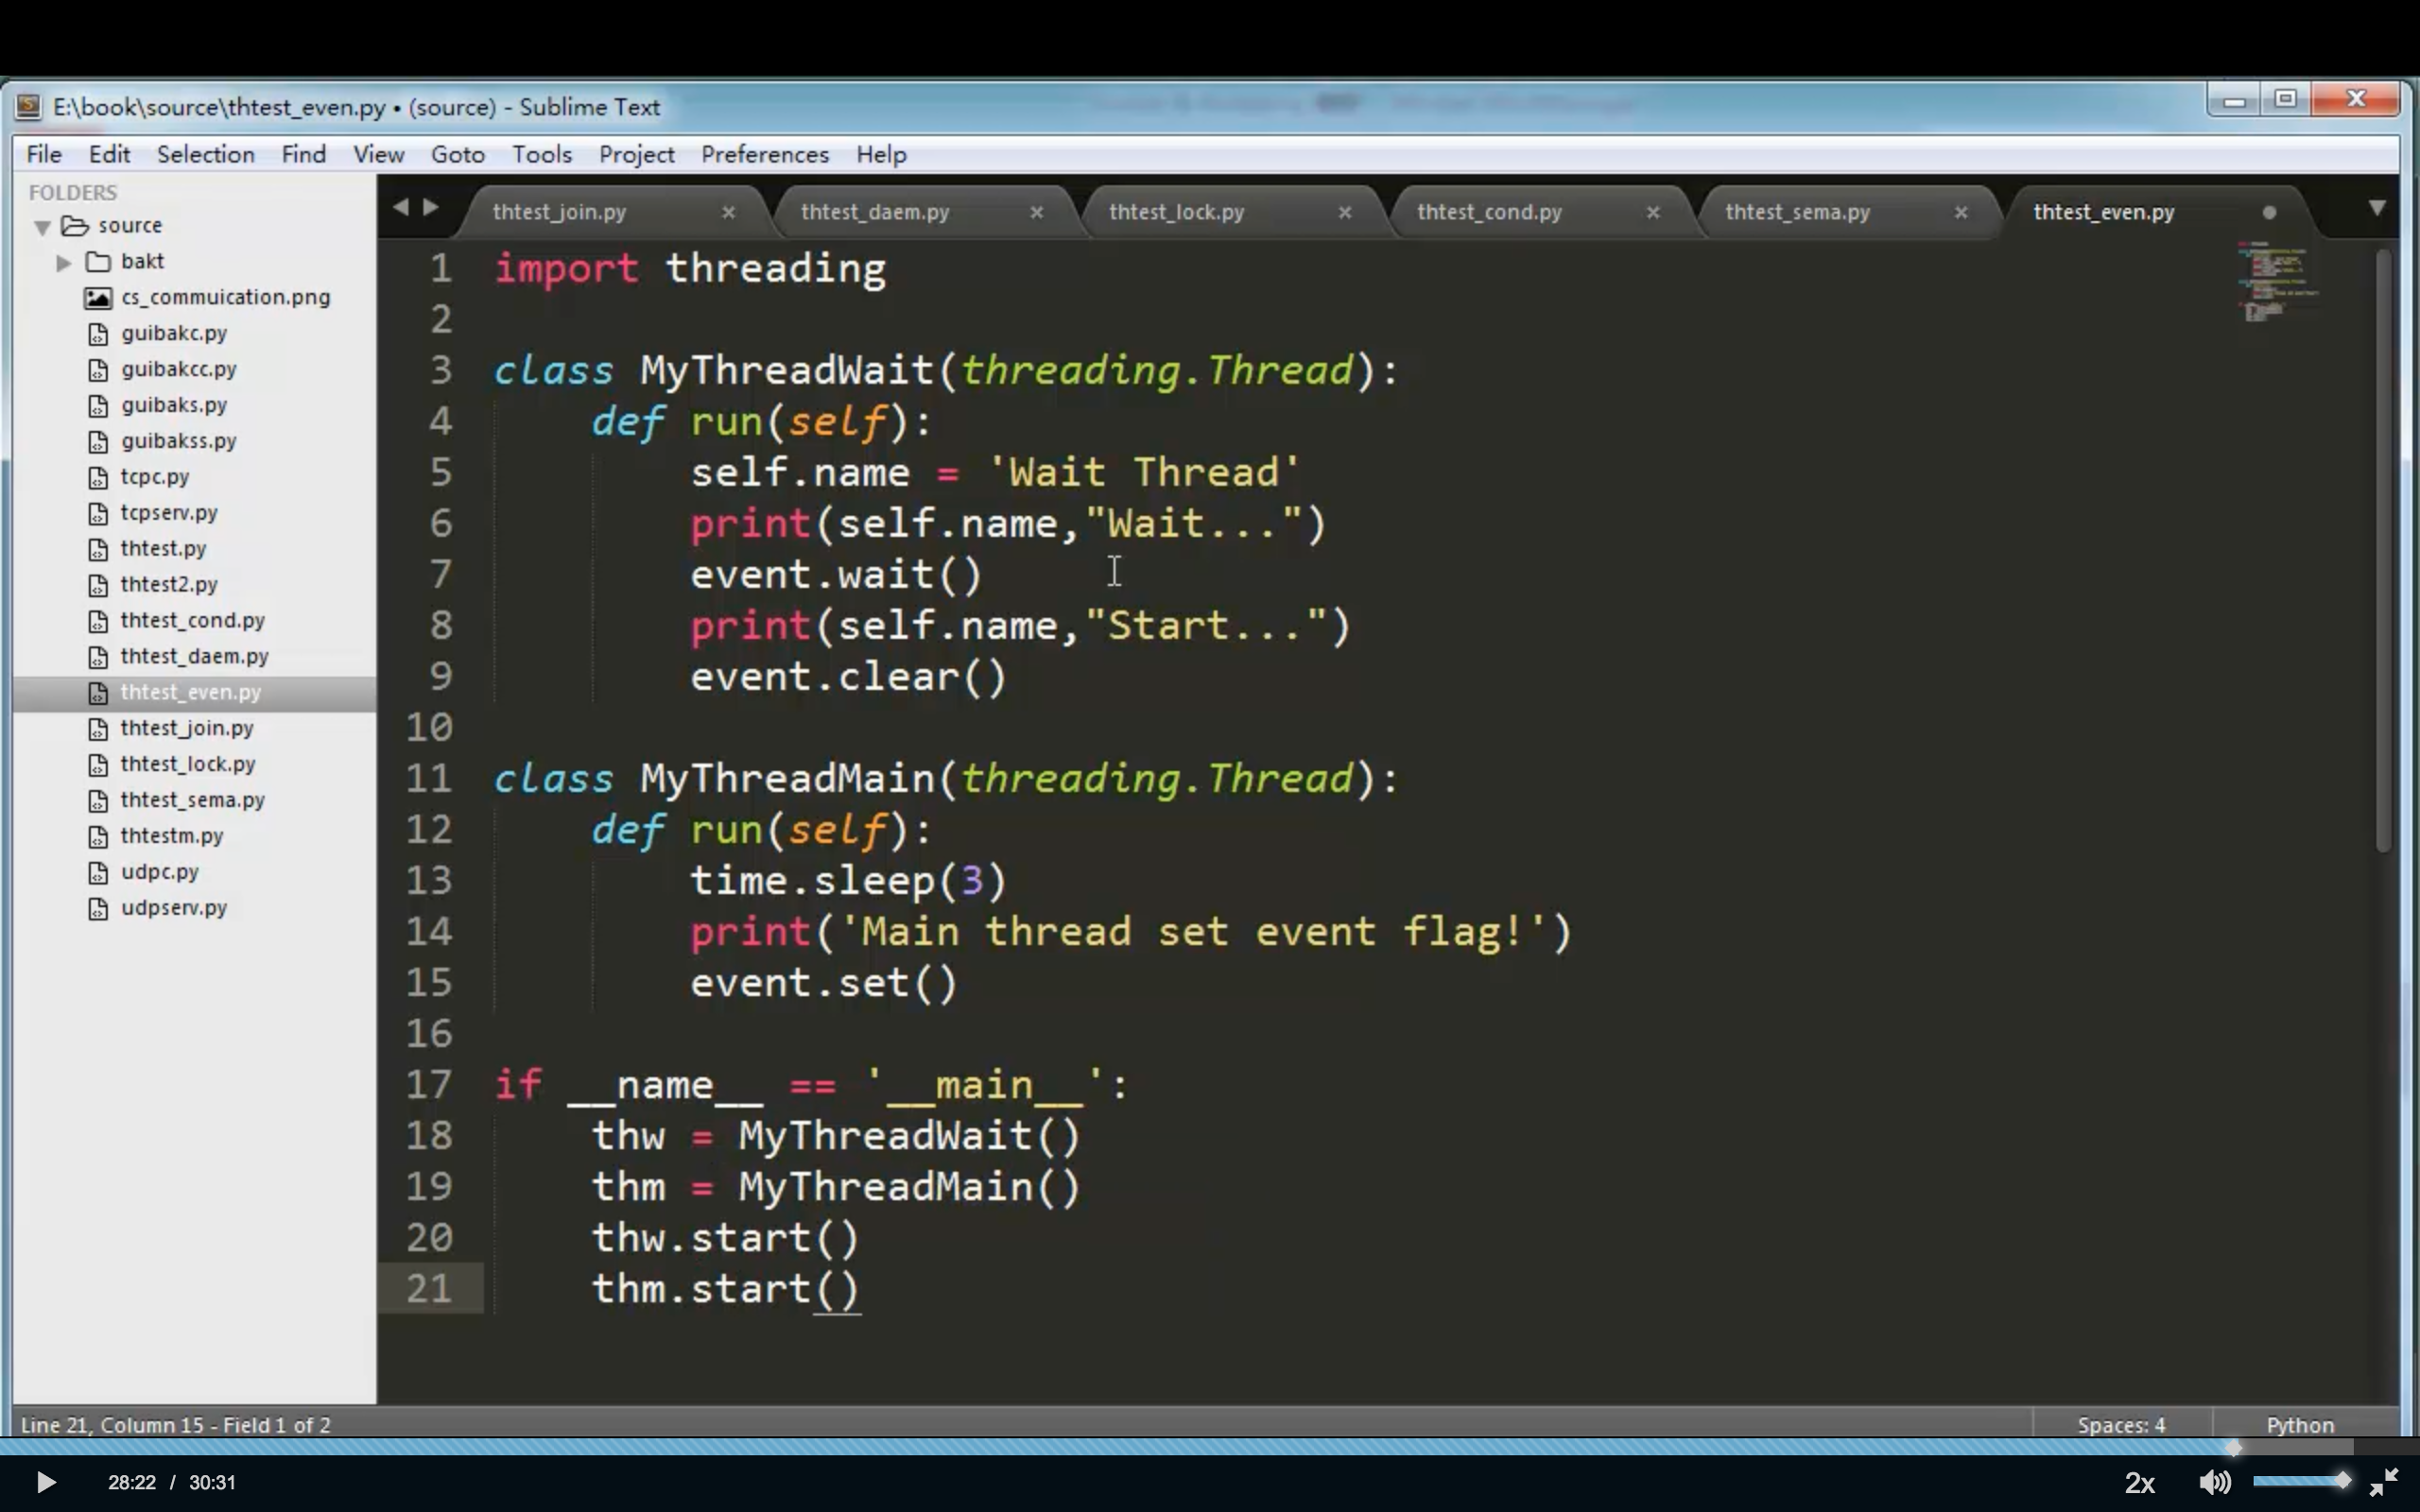 E:\book\source\thtest_even.py • (source) - Sublime Text
File Edit Selection Find View Goto Tools Project Preferences Help
FOLDERS
source
bakt
cs_commuication.png
guibakc.py
guibakcc.py
guibaks.py
guibakss.py
tcpc.py
tcpserv.py
thtest.py
thtest2.py
thtest_cond.py
thtest_daem.py
thtest_even.py
thtest_join.py
thtest_lock.py
thtest_sema.py
thtestm.py
udpc.py
udpserv.py
thtest_join.py × thtest_daem.py × thtest_lock.py × thtest_cond.py × thtest_sema.py × thtest_even.py
1 import threading
2
3 class MyThreadWait(threading.Thread):
4     def run(self):
5         self.name = 'Wait Thread'
6         print(self.name,"Wait...")
7         event.wait()
8         print(self.name,"Start...")
9         event.clear()
10
11 class MyThreadMain(threading.Thread):
12     def run(self):
13         time.sleep(3)
14         print('Main thread set event flag!')
15         event.set()
16
17 if __name__ == '__main__':
18     thw = MyThreadWait()
19     thm = MyThreadMain()
20     thw.start()
21     thm.start()
Line 21, Column 15 - Field 1 of 2 Spaces: 4 Python
28:22 / 30:31 2x